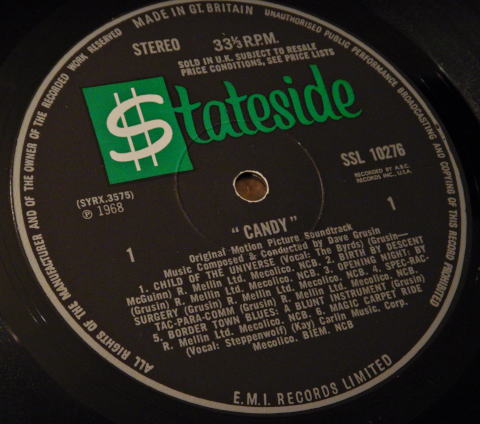 ALL RIGHTS OF THE MANUFACTURER AND OF THE OWNER OF THE RECORDED WORK RESERVED MADE IN GT. BRITAIN UNAUTHORISED PUBLIC PERFORMANCE BROADCASTING AND COPYING OF THIS RECORD PROHIBITED
STEREO 33⅓ R.P.M.
SOLD IN U.K. SUBJECT TO RESALE
PRICE CONDITIONS, SEE PRICE LISTS
$tateside
SSL 10276
RECORDED BY A.B.C.
RECORDS INC., U.S.A.
(SYRX.3575)
℗ 1968
1
1
"CANDY"
Original Motion Picture Soundtrack
Music Composed & Conducted by Dave Grusin
1. CHILD OF THE UNIVERSE (Vocal: The Byrds) (Grusin—
McGuinn) R. Mellin Ltd. Mecolico. NCB. 2. BIRTH BY DESCENT
(Grusin) R. Mellin Ltd. Mecolico. NCB. 3. OPENING NIGHT: BY
SURGERY (Grusin) R. Mellin Ltd. Mecolico. NCB. 4. SPEC-RAC-
TAC-PARA-COMM (Grusin) R. Mellin Ltd. Mecolico. NCB.
5. BORDER TOWN BLUES: A BLUNT INSTRUMENT (Grusin)
R. Mellin Ltd. Mecolico. NCB. 6. MAGIC CARPET RIDE
(Vocal: Steppenwolf) (Kay) Carlin Music. Corp.
Mecolico. BIEM. NCB
E.M.I. RECORDS LIMITED